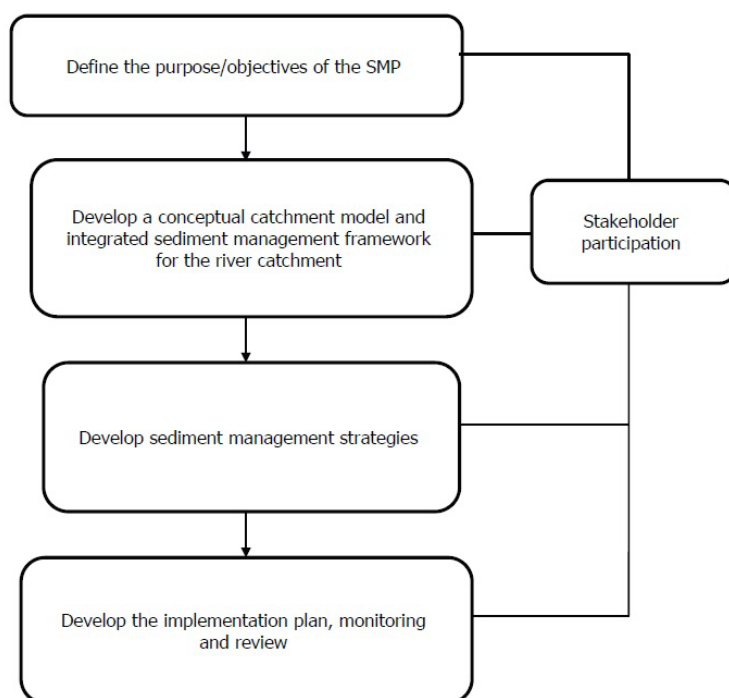 Define the purpose/objectives of the SMP
Develop a conceptual catchment model and
integrated sediment management framework
for the river catchment
Stakeholder
participation
Develop sediment management strategies
Develop the implementation plan, monitoring
and review